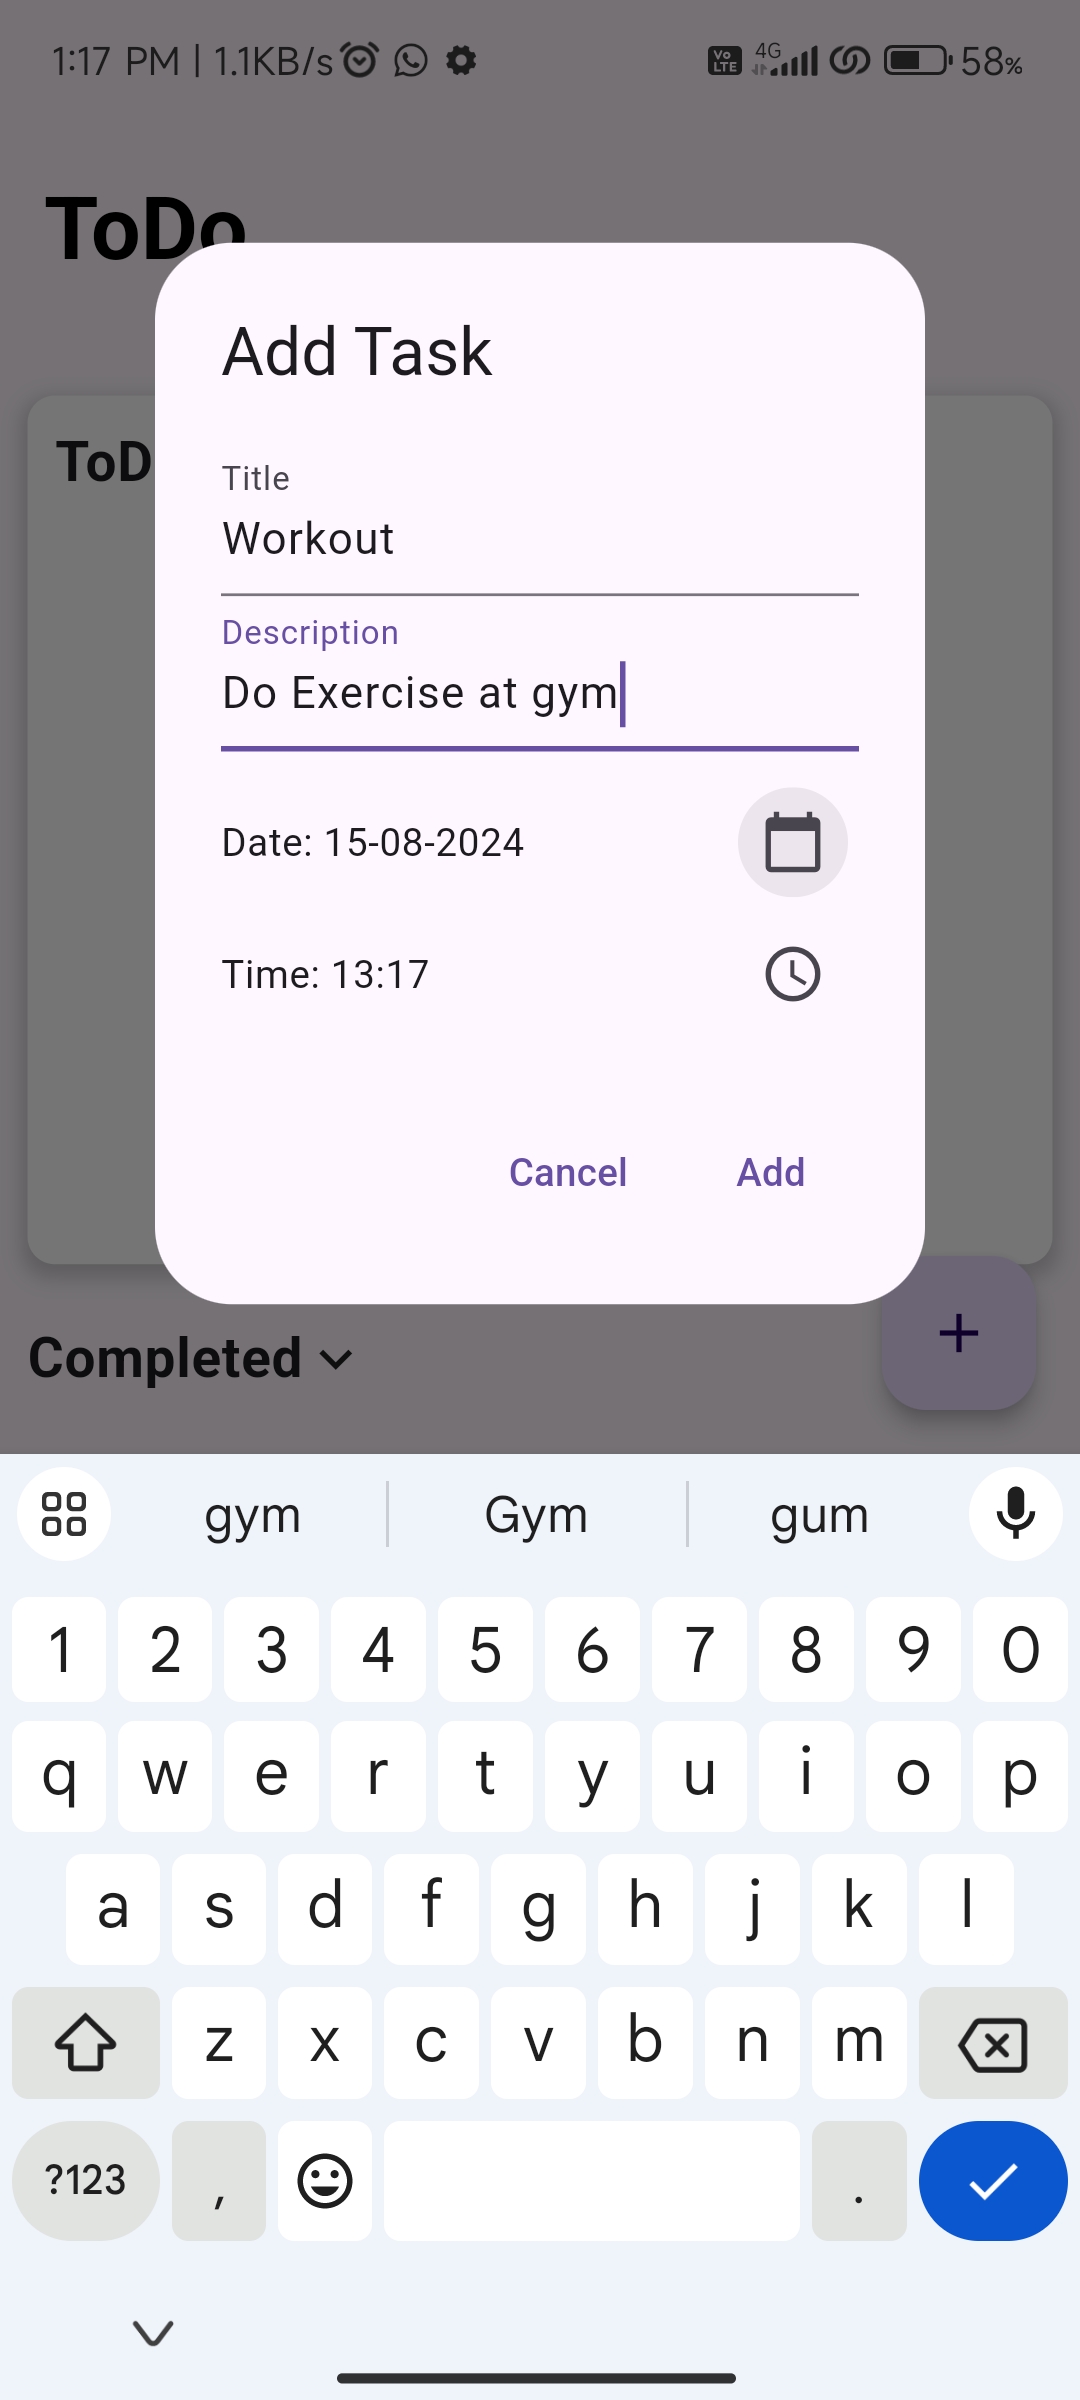 1:17 PM | 1.1KB/s Vo LTE 4G 58%
ToDo
Add Task
ToD
Title
Workout
Description
Do Exercise at gym
Date: 15-08-2024
Time: 13:17
Cancel Add
Completed
gym Gym gum
1 2 3 4 5 6 7 8 9 0
q w e r t y u i o p
a s d f g h j k l
z x c v b n m
?123 , .